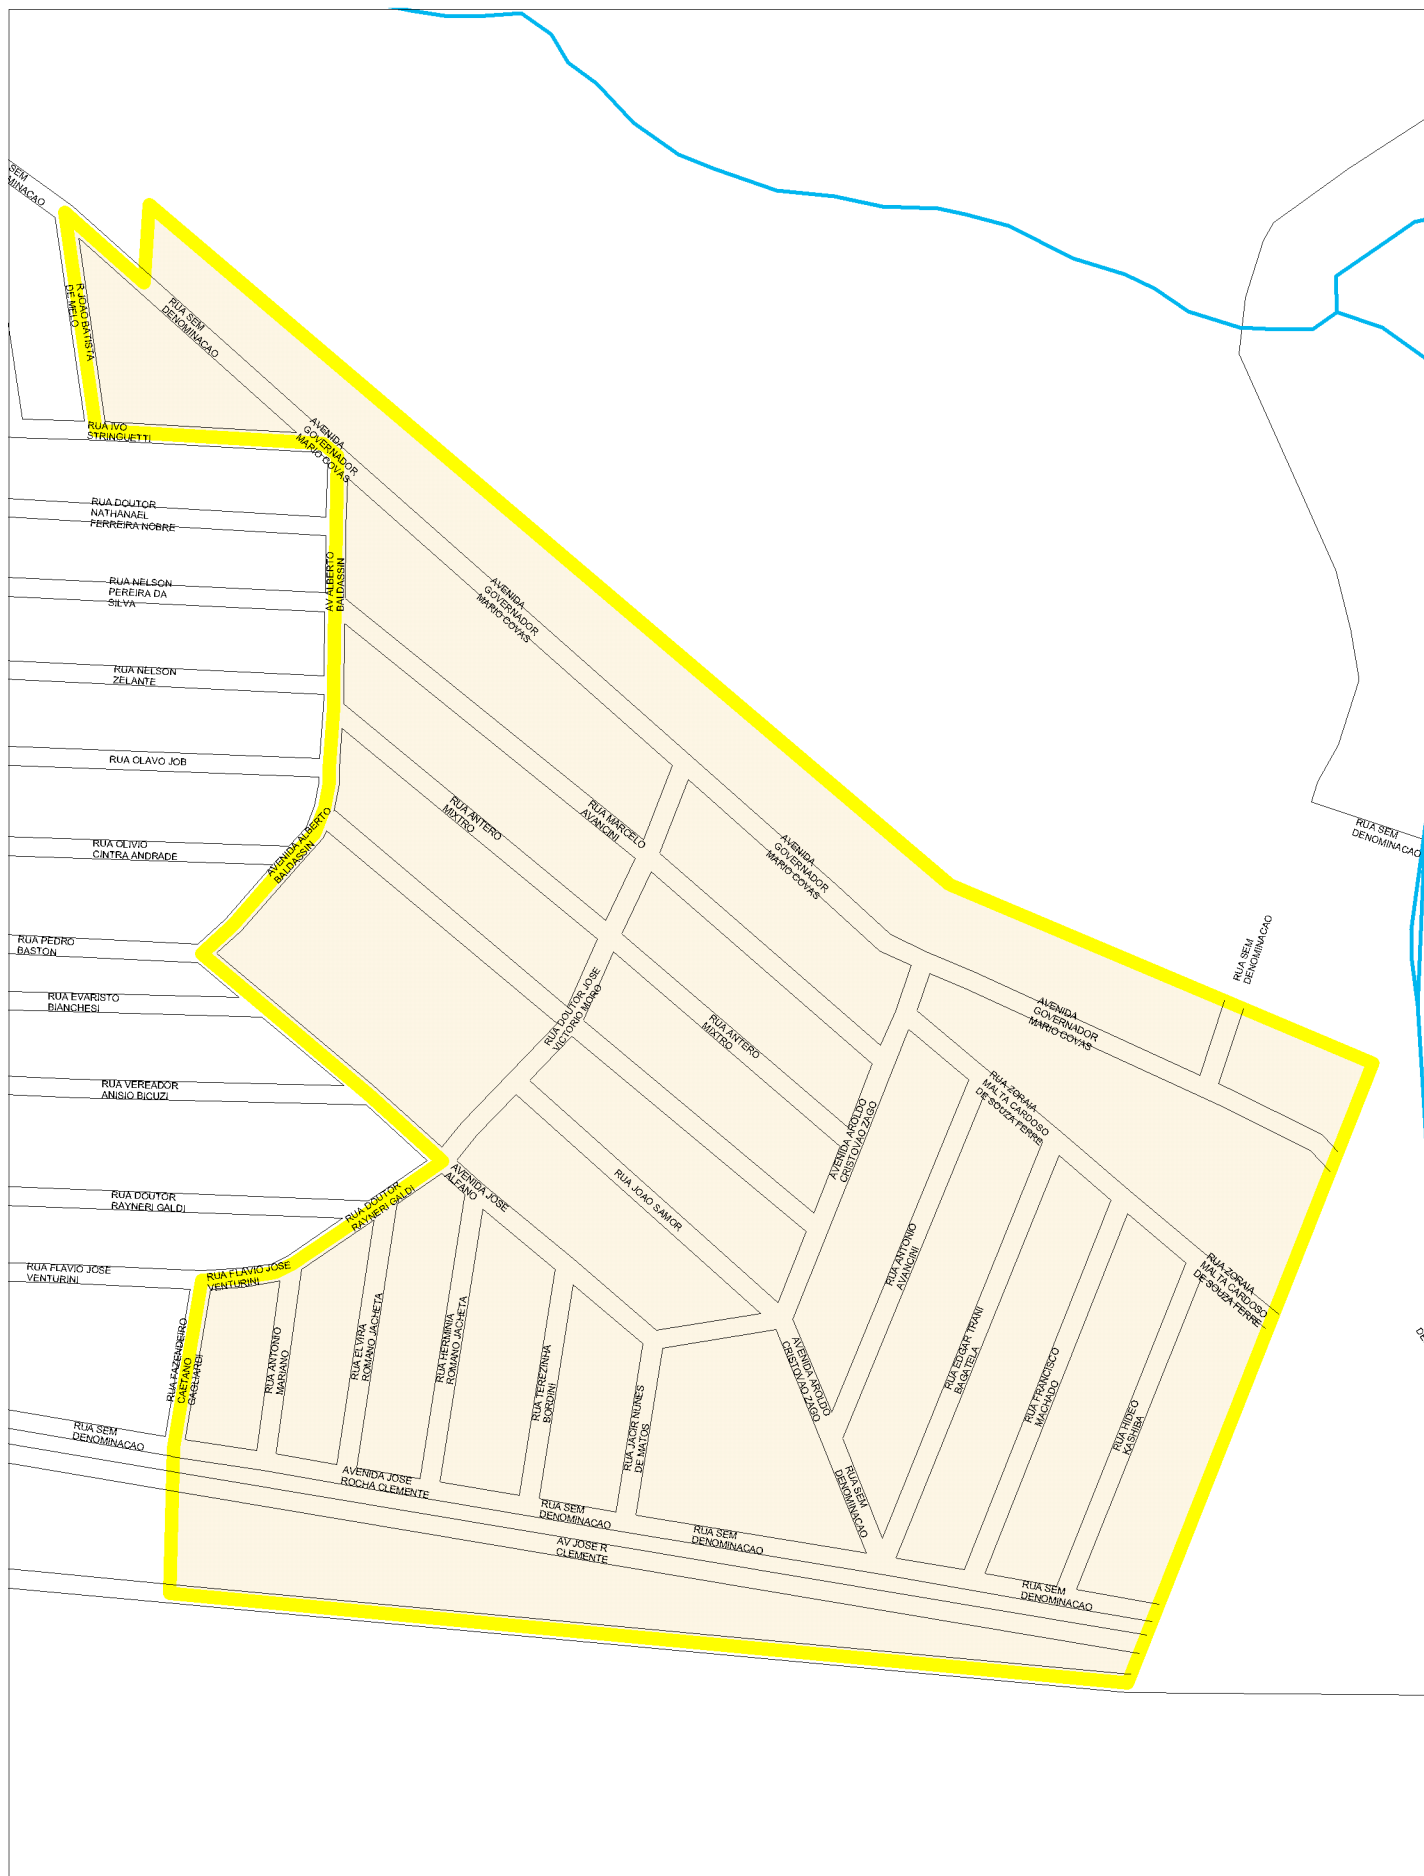 SEM
MINACAO
R JOAO BATISTA
DE MELO
RUA SEM
DENOMINACAO
RUA IVO
STRINGUETTI
AVENIDA
GOVERNADOR
MARIO COVAS
RUA DOUTOR
NATHANAEL
FERREIRA NOBRE
AV ALBERTO
BALDASSIN
RUA NELSON
PEREIRA DA
SILVA
AVENIDA
GOVERNADOR
MARIO COVAS
RUA NELSON
ZELANTE
RUA OLAVO JOB
RUA ANTERO
MIXTRO
RUA MARCELO
AVANCINI
AVENIDA
GOVERNADOR
MARIO COVAS
RUA SEM
DENOMINACAO
AVENIDA ALBERTO
BALDASSIN
RUA OLIVIO
CINTRA ANDRADE
RUA PEDRO
BASTON
RUA SEM
DENOMINACAO
RUA EVARISTO
BIANCHESI
RUA DOUTOR JOSE
VICTORIO MORO
RUA ANTERO
MIXTRO
AVENIDA
GOVERNADOR
MARIO COVAS
RUA VEREADOR
ANISIO BICUZI
RUA ZORAIA
MALTA CARDOSO
DE SOUZA FERRE
AVENIDA AROLDO
CRISTOVAO ZAGO
RUA DOUTOR
RAYNERI GALDI
RUA DOUTOR
RAYNERI GALDI
AVENIDA JOSE
ALFANO
RUA JOAO SAMOR
RUA ANTONIO
AVANCINI
RUA ZORAIA
MALTA CARDOSO
DE SOUZA FERRE
RUA FLAVIO JOSE
VENTURINI
RUA FLAVIO JOSE
VENTURINI
RUA FAZENDEIRO
CAETANO
GAGLIARDI
RUA ANTONIO
MARIANO
RUA ELVIRA
ROMANO JACHETA
RUA HERMINIA
ROMANO JACHETA
RUA TEREZINHA
BORDINI
RUA JACIR NUNES
DE MATOS
AVENIDA AROLDO
CRISTOVAO ZAGO
RUA EDGAR TRANI
BAGATELA
RUA FRANCISCO
MACHADO
RUA HIDEO
KASHIBA
DE
RUA SEM
DENOMINACAO
AVENIDA JOSE
ROCHA CLEMENTE
RUA SEM
DENOMINACAO
RUA SEM
DENOMINACAO
RUA SEM
DENOMINACAO
AV JOSE R
CLEMENTE
RUA SEM
DENOMINACAO